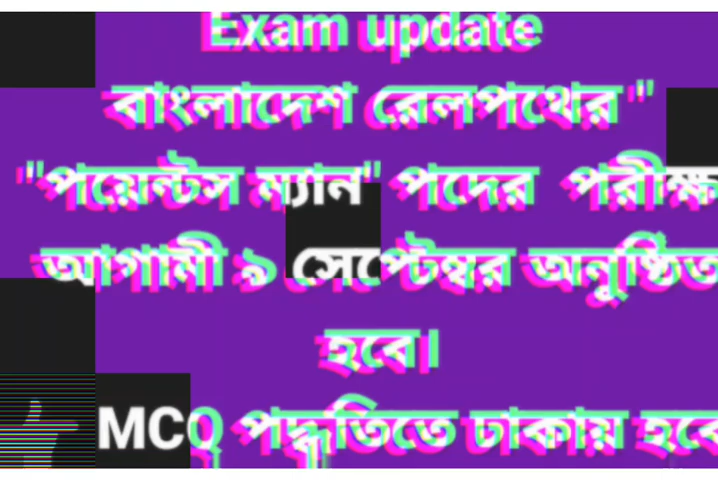 Exam update
বাংলাদেশ রেলপথের "
"পয়েন্টস ম্যান" পদের পরীক্ষ
আগামী ৯ সেপ্টেম্বর অনুষ্ঠিত
হবে।
MCQ পদ্ধতিতে ঢাকায় হবে